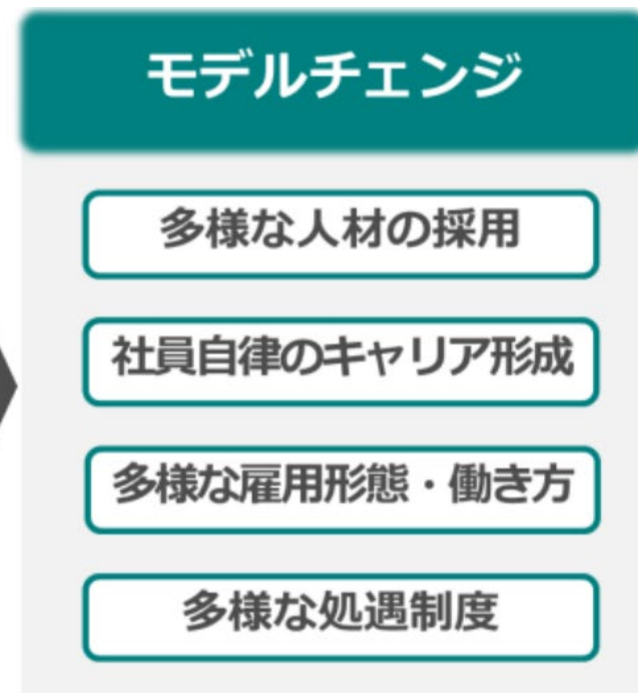 モデルチェンジ
多様な人材の採用
社員自律のキャリア形成
多様な雇用形態・働き方
多様な処遇制度